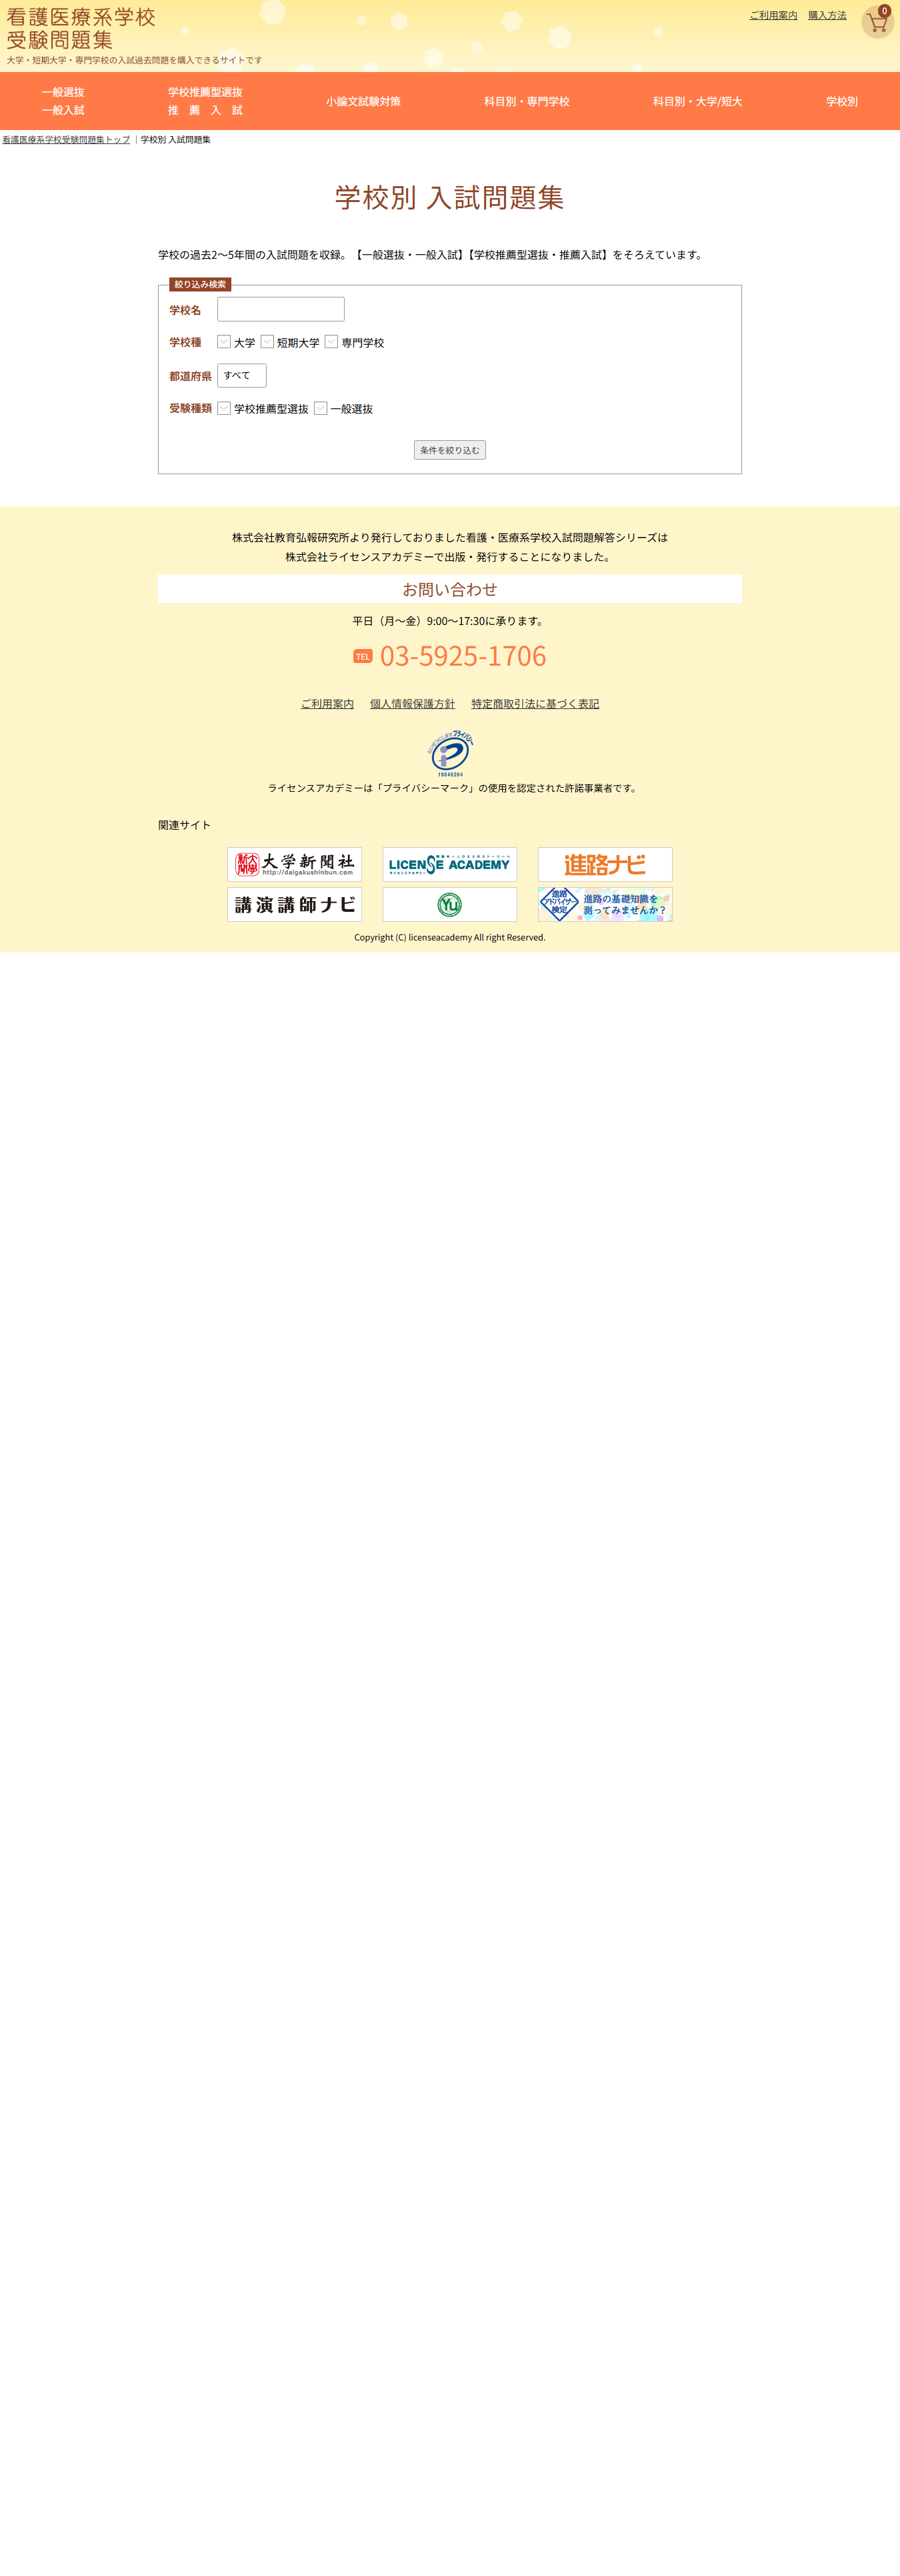 看護医療系学校
受験問題集
大学・短期大学・専門学校の入試過去問題を購入できるサイトです
ご利用案内 購入方法
0
一般選抜
一般入試
学校推薦型選抜
推 薦 入 試
小論文試験対策
科目別・専門学校
科目別・大学/短大
学校別
看護医療系学校受験問題集トップ | 学校別 入試問題集
学校別 入試問題集
学校の過去2〜5年間の入試問題を収録。【一般選抜・一般入試】【学校推薦型選抜・推薦入試】をそろえています。
絞り込み検索
学校名
学校種 大学 短期大学 専門学校
都道府県 すべて
受験種類 学校推薦型選抜 一般選抜
条件を絞り込む
株式会社教育弘報研究所より発行しておりました看護・医療系学校入試問題解答シリーズは
株式会社ライセンスアカデミーで出版・発行することになりました。
お問い合わせ
平日（月〜金）9:00〜17:30に承ります。
TEL 03-5925-1706
ご利用案内 個人情報保護方針 特定商取引法に基づく表記
たいせつにしますプライバシー
10840204
ライセンスアカデミーは「プライバシーマーク」の使用を認定された許諾事業者です。
関連サイト
大学新聞 大学新聞社
http://daigakushinbun.com
LICENSE ACADEMY
ライセンスアカデミー
進路ナビ
講演講師ナビ
Yu
進路
アドバイザー
検定
進路の基礎知識を
測ってみませんか？
Copyright (C) licenseacademy All right Reserved.